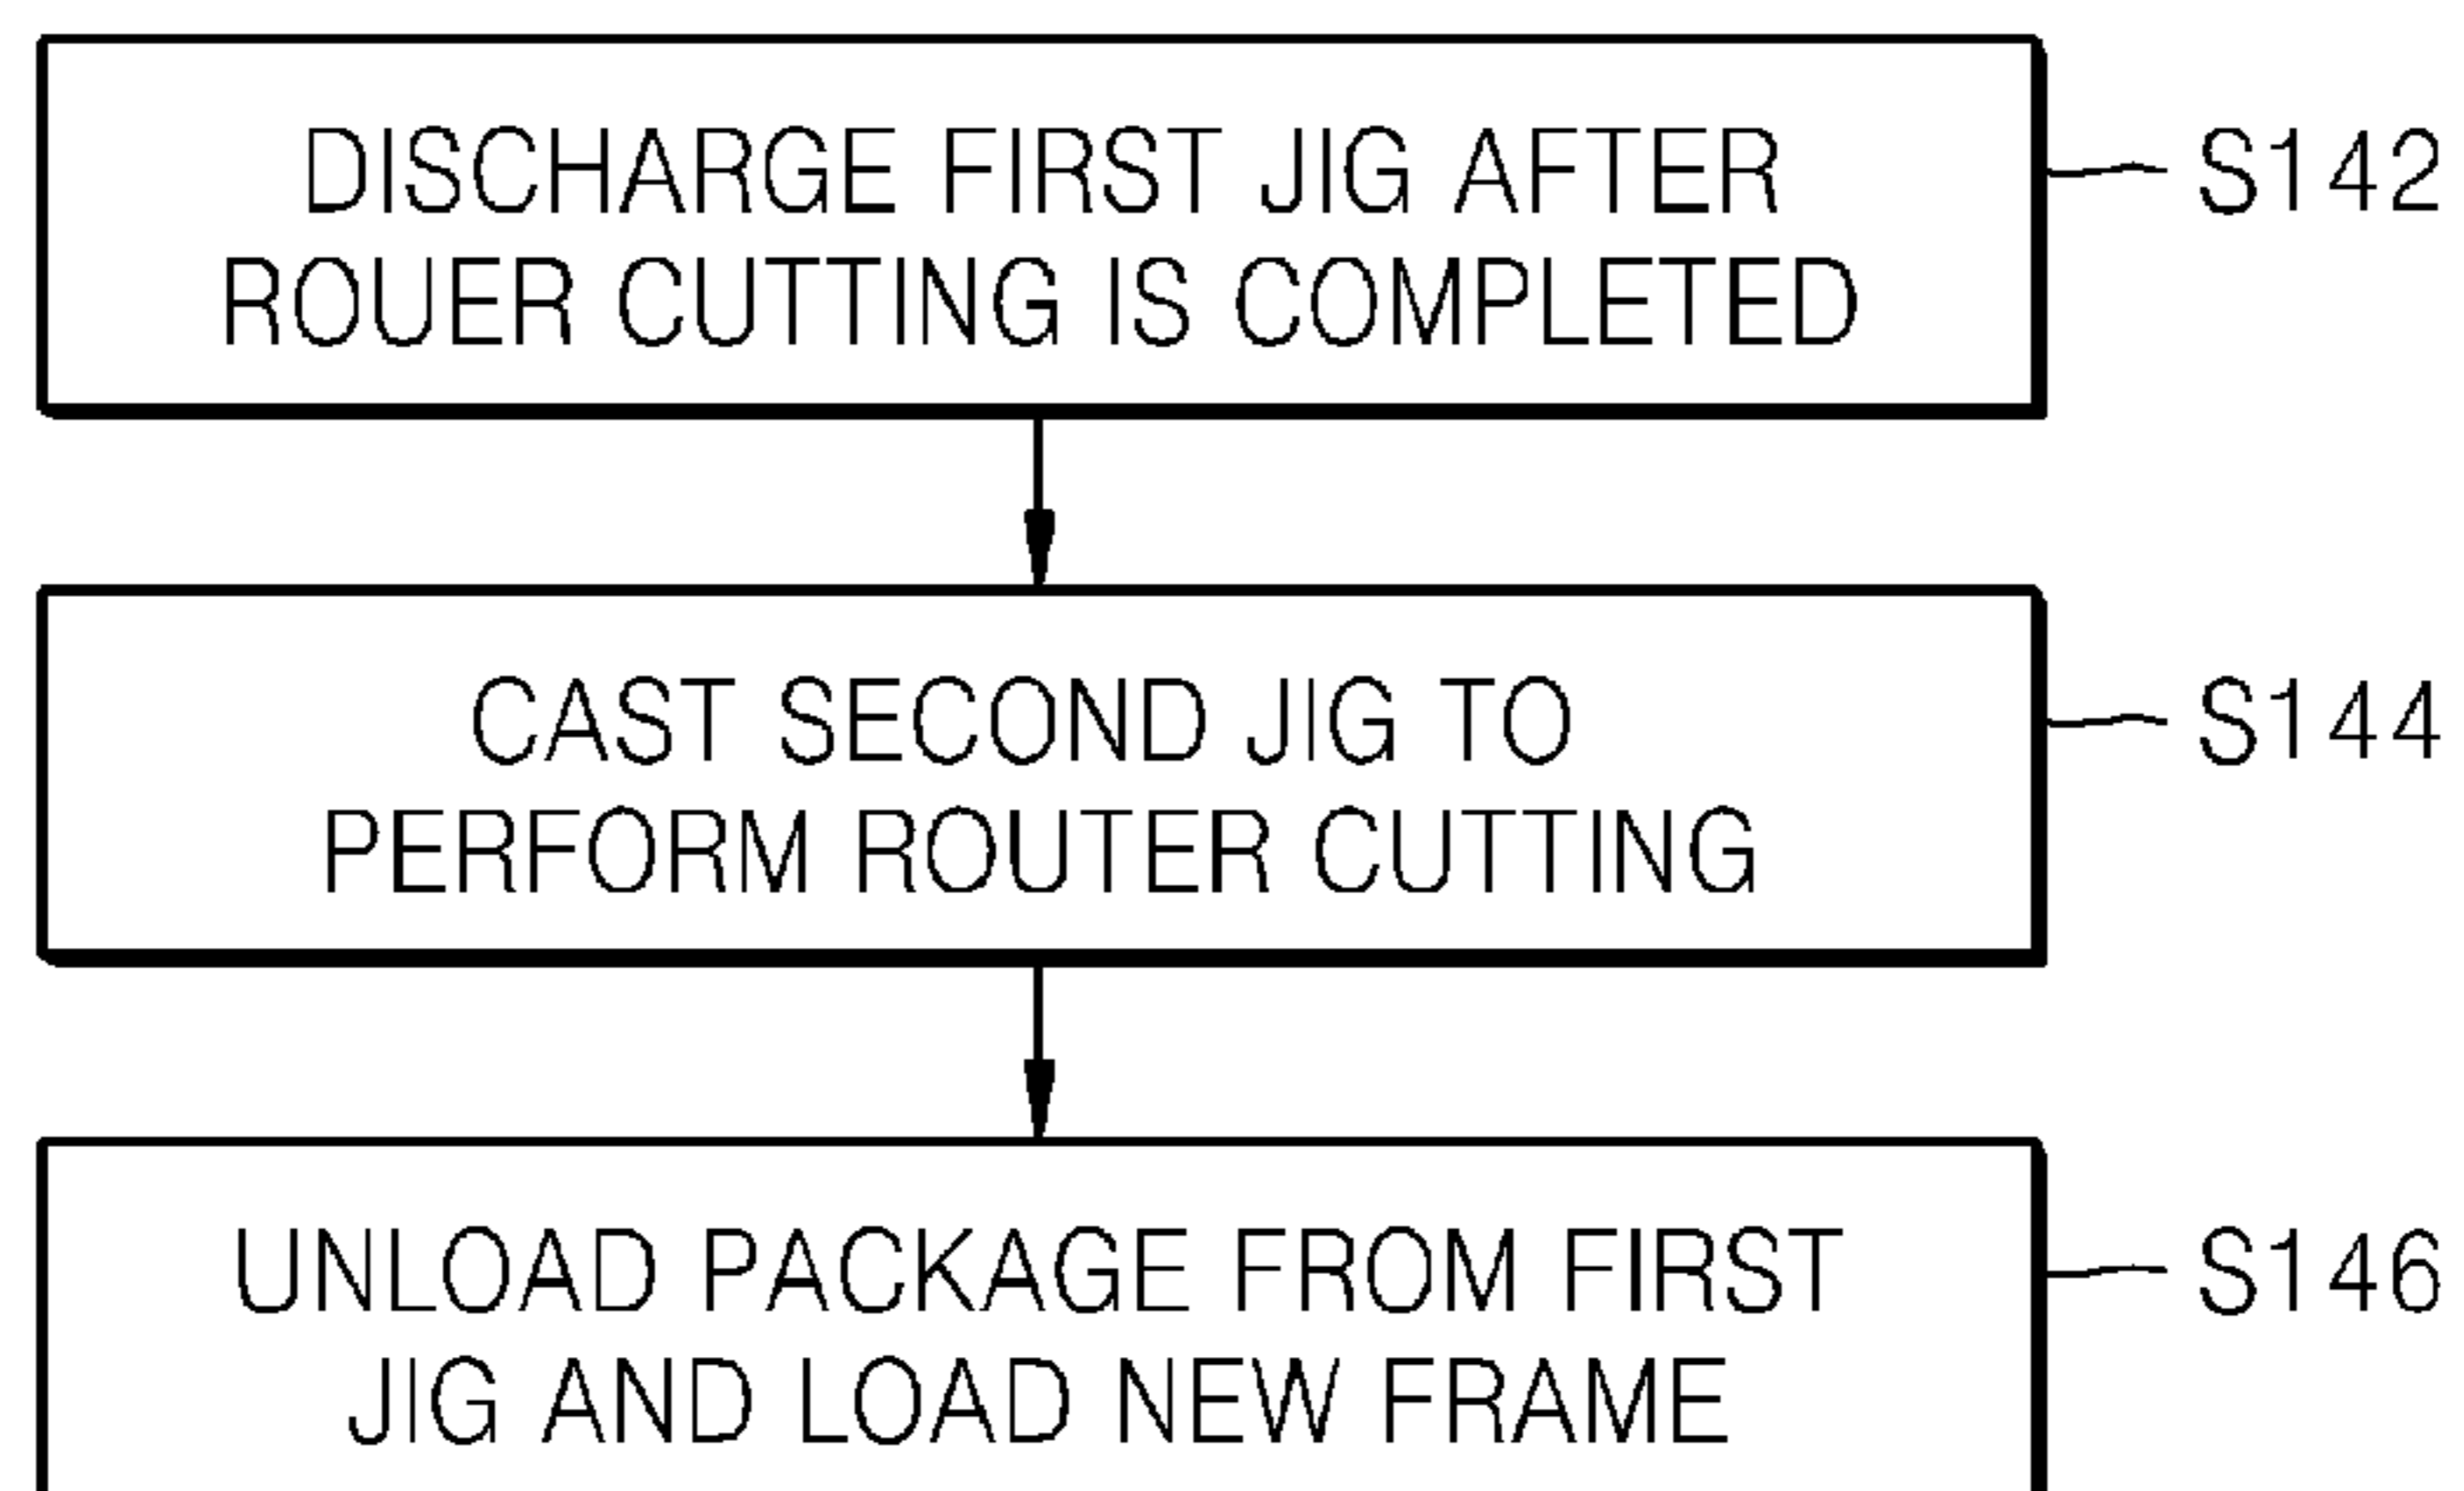 DISCHARGE FIRST JIG AFTER
ROUER CUTTING IS COMPLETED
S142
CAST SECOND JIG TO
PERFORM ROUTER CUTTING
S144
UNLOAD PACKAGE FROM FIRST
JIG AND LOAD NEW FRAME
S146